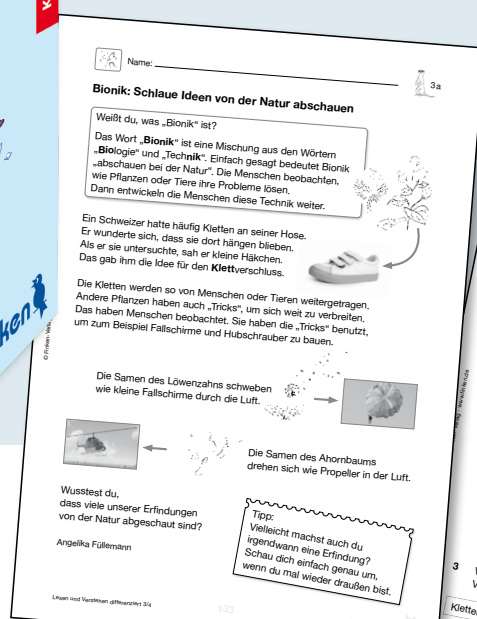 Name:
3a
Bionik: Schlaue Ideen von der Natur abschauen
Weißt du, was „Bionik“ ist?
Das Wort „Bionik“ ist eine Mischung aus den Wörtern
„Biologie“ und „Technik“. Einfach gesagt bedeutet Bionik
„abschauen bei der Natur“. Die Menschen beobachten,
wie Pflanzen oder Tiere ihre Probleme lösen.
Dann entwickeln die Menschen diese Technik weiter.
Ein Schweizer hatte häufig Kletten an seiner Hose.
Er wunderte sich, dass sie dort hängen blieben.
Als er sie untersuchte, sah er kleine Häkchen.
Das gab ihm die Idee für den Klettverschluss.
Die Kletten werden so von Menschen oder Tieren weitergetragen.
Andere Pflanzen haben auch „Tricks“, um sich weit zu verbreiten.
Das haben Menschen beobachtet. Sie haben die „Tricks“ benutzt,
um zum Beispiel Fallschirme und Hubschrauber zu bauen.
Die Samen des Löwenzahns schweben
wie kleine Fallschirme durch die Luft.
Die Samen des Ahornbaums
drehen sich wie Propeller in der Luft.
Wusstest du,
dass viele unserer Erfindungen
von der Natur abgeschaut sind?
Angelika Füllemann
Tipp:
Vielleicht machst auch du
irgendwann eine Erfindung?
Schau dich einfach genau um,
wenn du mal wieder draußen bist.
Lesen und Verstehen differenziert 3/4
133
3